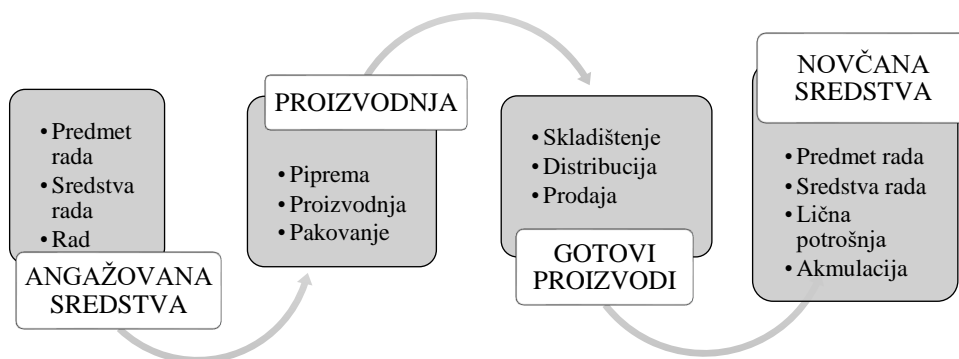 • Predmet
rada
• Sredstva
rada
• Rad
ANGAŽOVANA
SREDSTVA
PROIZVODNJA
• Piprema
• Proizvodnja
• Pakovanje
• Skladištenje
• Distribucija
• Prodaja
GOTOVI
PROIZVODI
NOVČANA
SREDSTVA
• Predmet rada
• Sredstva rada
• Lična
potrošnja
• Akmulacija